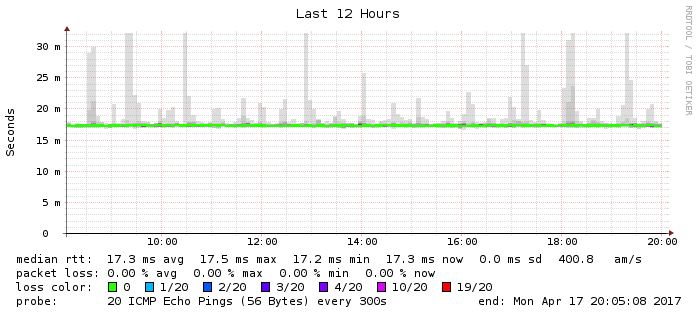 Last 12 Hours
RRDTOOL / TOBI OETIKER
Seconds
30 m
25 m
20 m
15 m
10 m
5 m
0
10:00 12:00 14:00 16:00 18:00 20:00
median rtt: 17.3 ms avg 17.5 ms max 17.2 ms min 17.3 ms now 0.0 ms sd 400.8 am/s
packet loss: 0.00 % avg 0.00 % max 0.00 % min 0.00 % now
loss color: 0 1/20 2/20 3/20 4/20 10/20 19/20
probe: 20 ICMP Echo Pings (56 Bytes) every 300s end: Mon Apr 17 20:05:08 2017